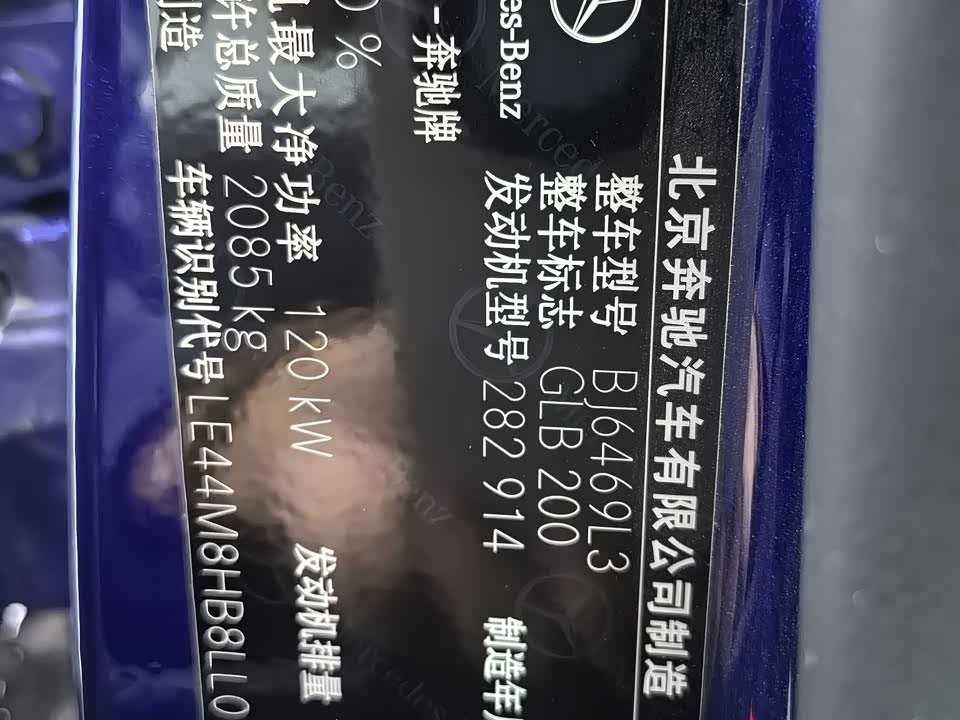 北京奔驰汽车有限公司制造
整车型号 BJ6469L3
整车标志 GLB 200
发动机型号 282 914 制造年
es-Benz
-奔驰牌
%
最大净功率 120 kW 发动机排量
许总质量 2085 kg
造
车辆识别代号 LE44M8HB8LL0